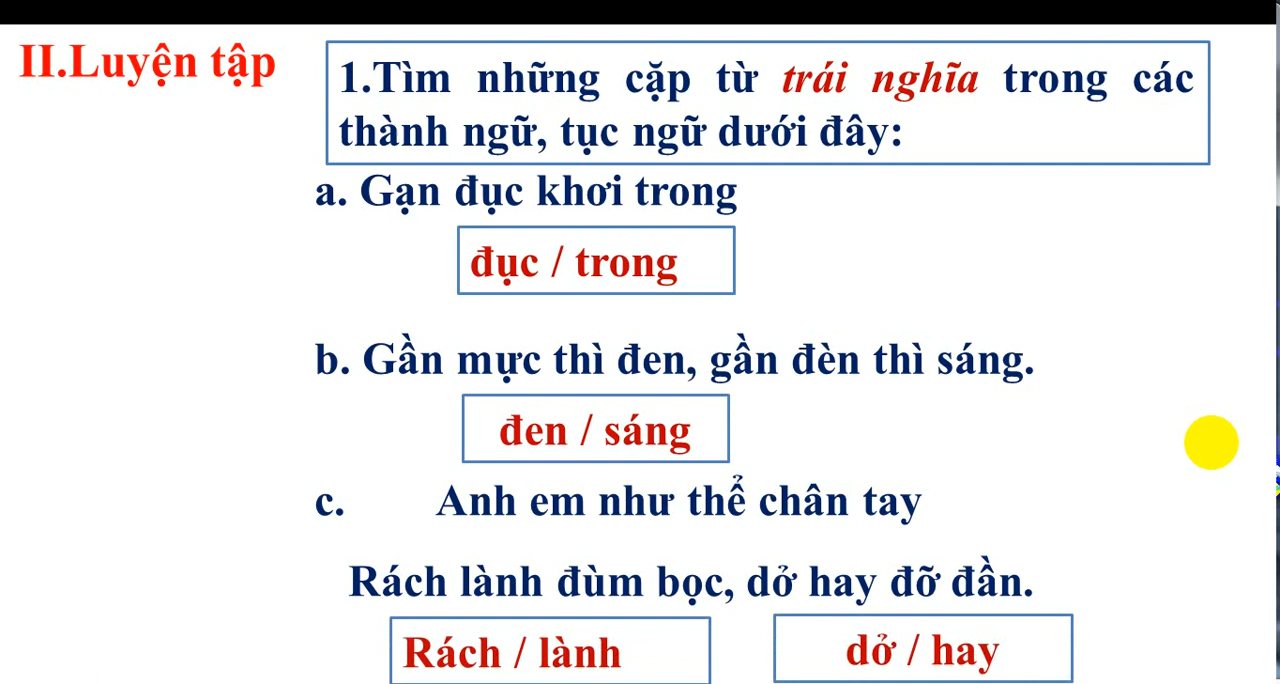 II.Luyện tập
1.Tìm những cặp từ trái nghĩa trong các
thành ngữ, tục ngữ dưới đây:
a. Gạn đục khơi trong
đục / trong
b. Gần mực thì đen, gần đèn thì sáng.
đen / sáng
c. Anh em như thể chân tay
Rách lành đùm bọc, dở hay đỡ đần.
Rách / lành
dở / hay